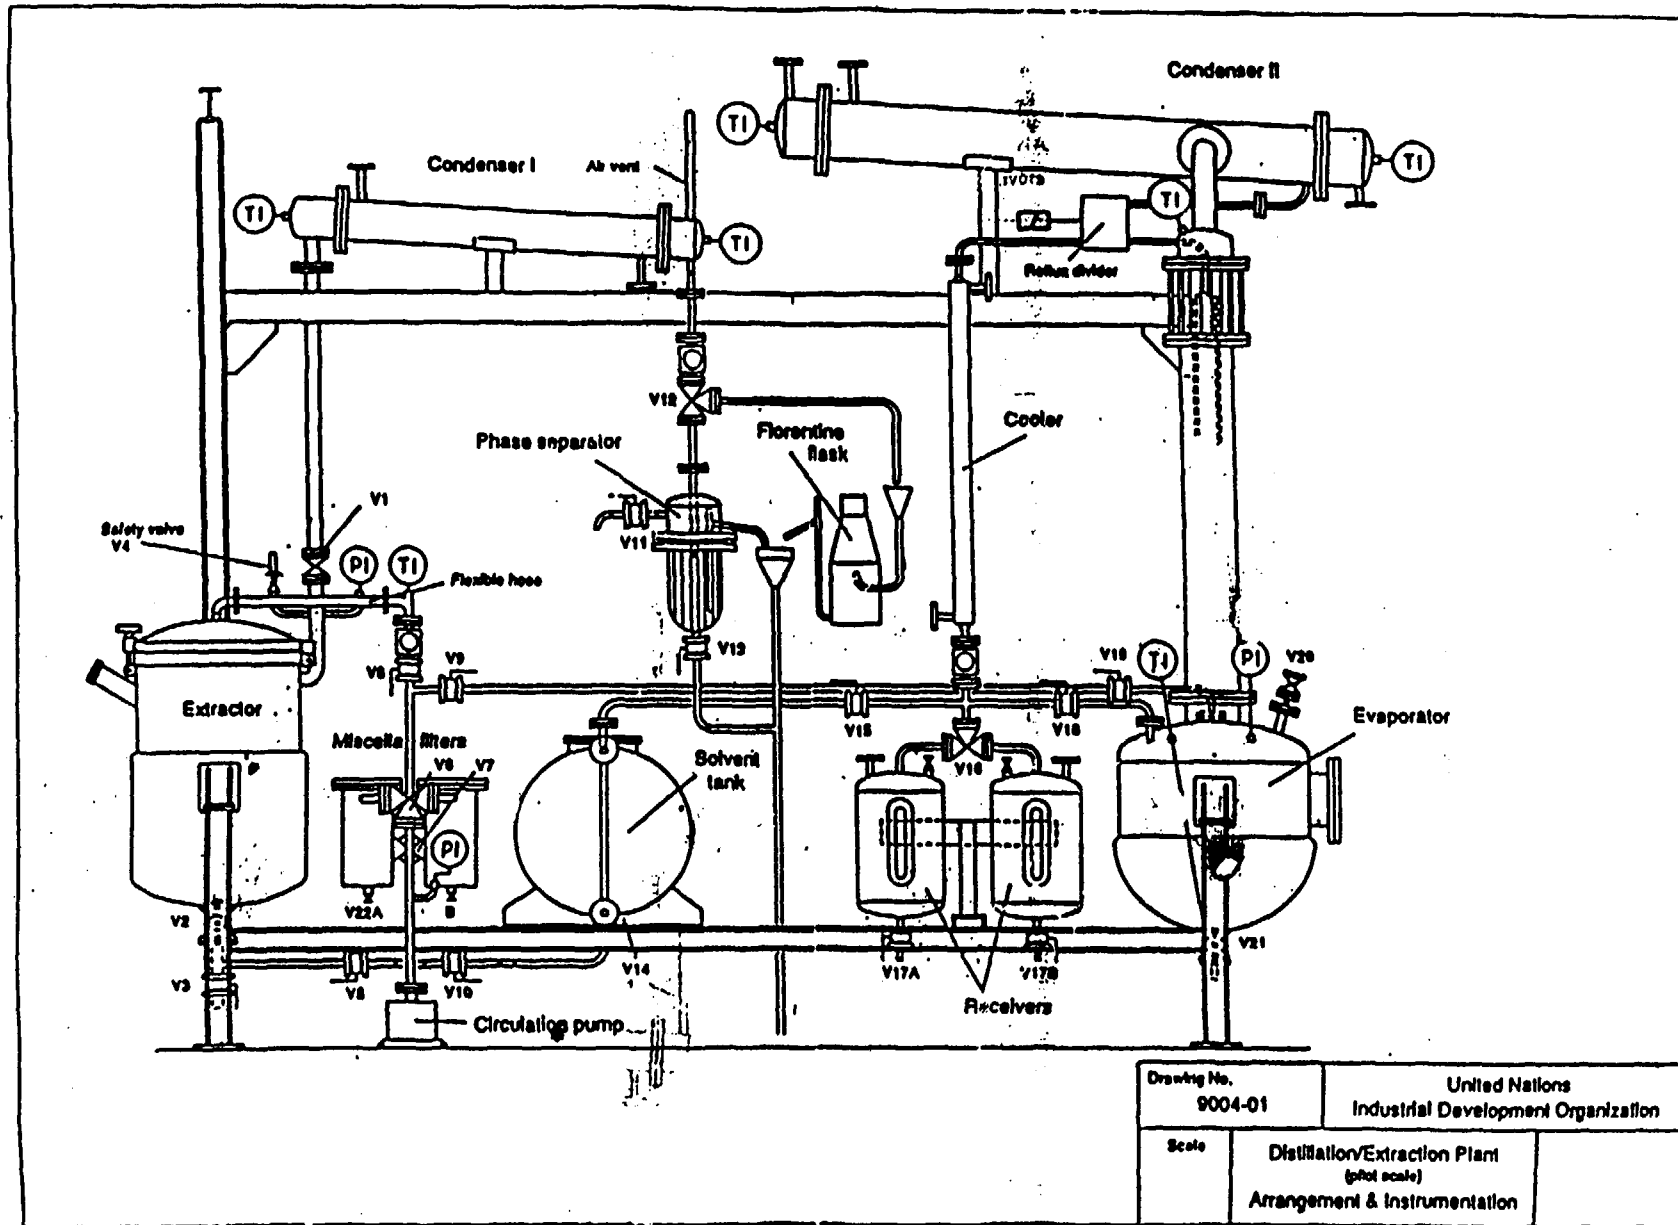 Condenser II
TI
TI
Condenser I
Air vent
TI
TI
TI
Reflux divider
V12
Phase separator
Florentine
flask
Cooler
V1
Safety valve
V4
PI
TI
Flexible hose
V11
V13
V9
V19
TI
PI
V20
Extractor
V15
V18
Evaporator
Miscella filters
V6
V7
Solvent
tank
V16
PI
V22A
B
V2
V21
V3
V8
V10
V14
V17A
V17B
Receivers
Circulation pump
Drawing No.
9004-01
United Nations
Industrial Development Organization
Scale
Distillation/Extraction Plant
(pilot scale)
Arrangement & Instrumentation